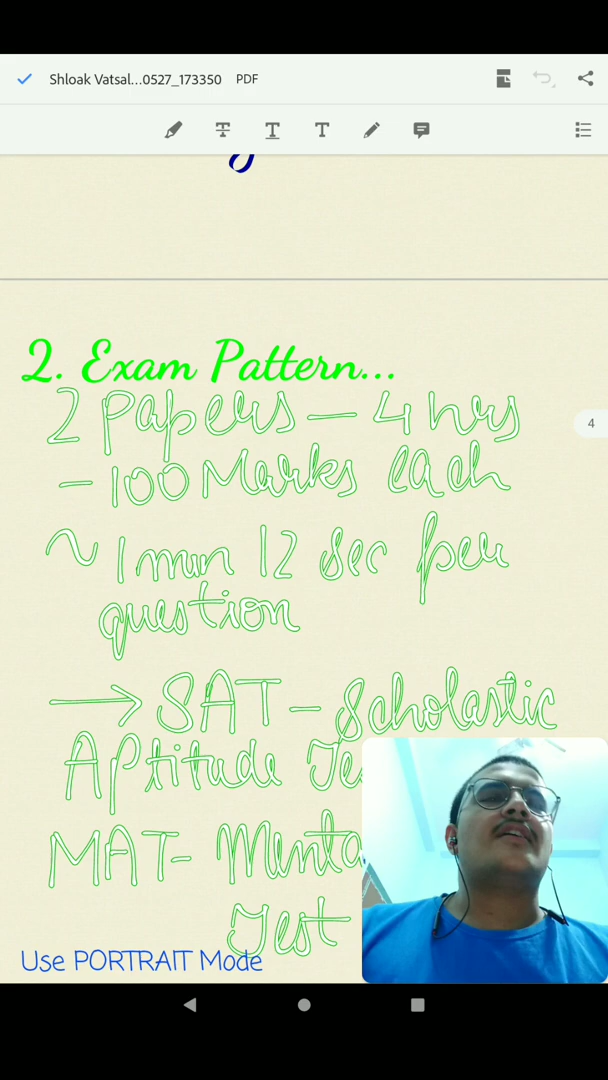 Shloak Vatsal...0527_173350 PDF
2. Exam Pattern...
4
2 Papers — 4 hrs
- 100 Marks each
~ 1 min 12 sec per
question
→ SAT - Scholastic
Aptitude
MAT-
Test
Use PORTRAIT Mode